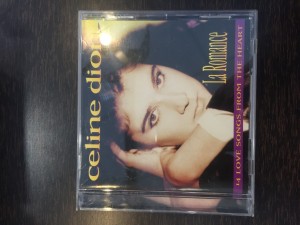 celine dion
La Romance
14 LOVE SONGS FROM THE HEART